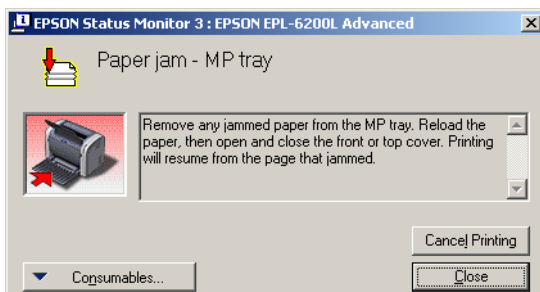 EPSON Status Monitor 3 : EPSON EPL-6200L Advanced
Paper jam - MP tray
Remove any jammed paper from the MP tray. Reload the
paper, then open and close the front or top cover. Printing
will resume from the page that jammed.
Cancel Printing
Consumables...
Close